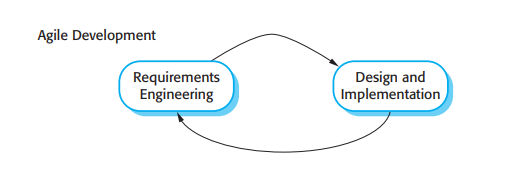 Agile Development
Requirements
Engineering
Design and
Implementation